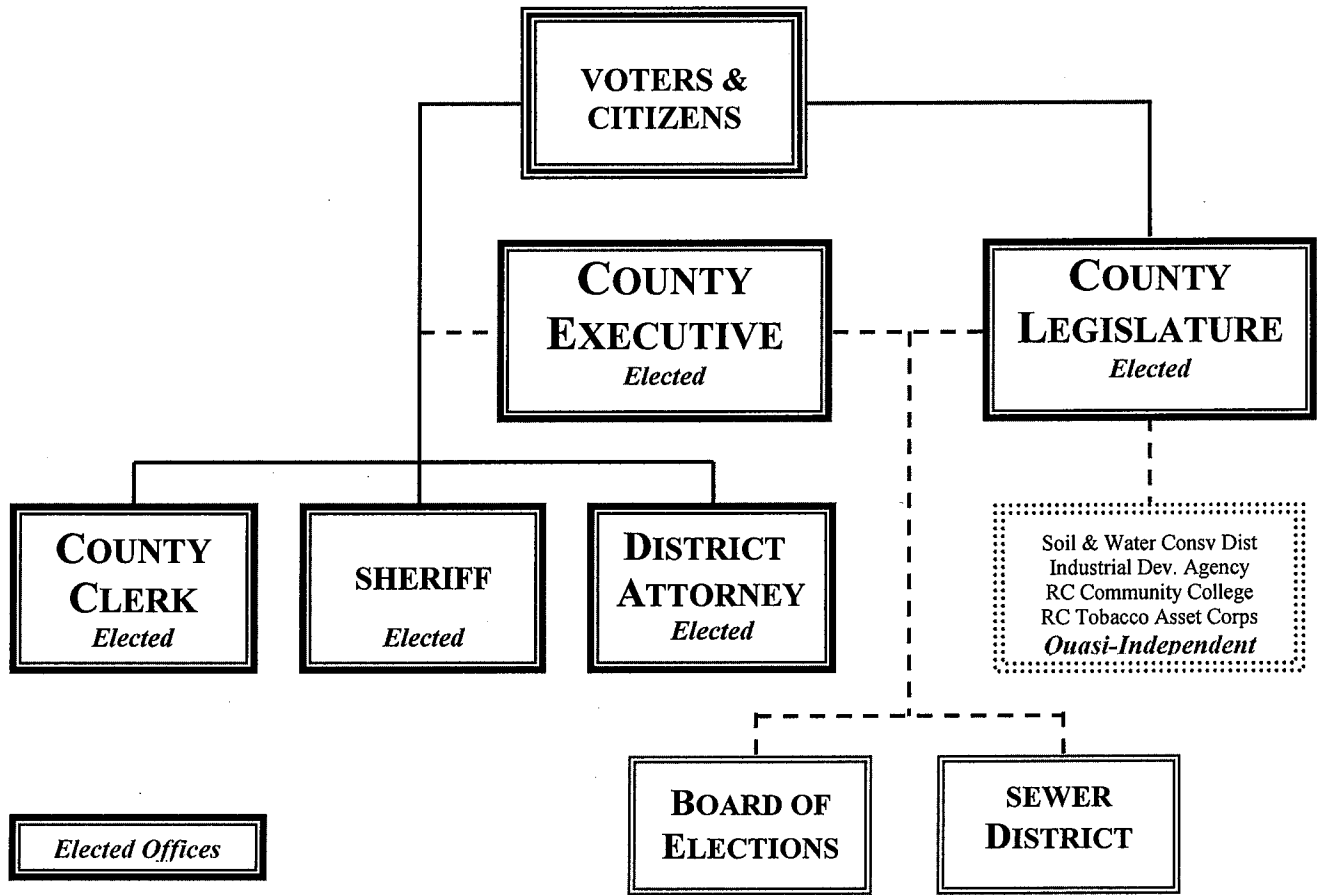 VOTERS &
CITIZENS
COUNTY
EXECUTIVE
Elected
COUNTY
LEGISLATURE
Elected
COUNTY
CLERK
Elected
SHERIFF
Elected
DISTRICT
ATTORNEY
Elected
Soil & Water Consv Dist
Industrial Dev. Agency
RC Community College
RC Tobacco Asset Corps
Quasi-Independent
BOARD OF
ELECTIONS
SEWER
DISTRICT
Elected Offices